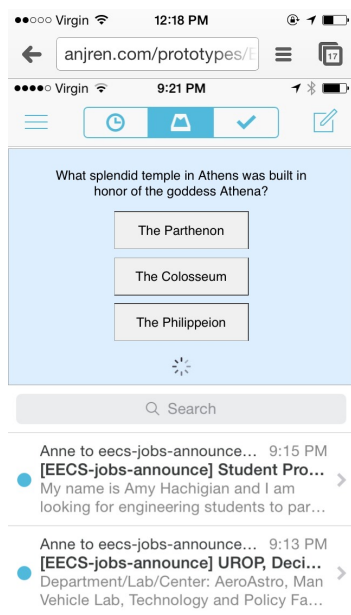 Virgin 12:18 PM
anjren.com/prototypes/E 17
Virgin 9:21 PM
What splendid temple in Athens was built in
honor of the goddess Athena?
The Parthenon
The Colosseum
The Philippeion
Search
Anne to eecs-jobs-announce... 9:15 PM
[EECS-jobs-announce] Student Pro...
My name is Amy Hachigian and I am
looking for engineering students to par...
Anne to eecs-jobs-announce... 9:13 PM
[EECS-jobs-announce] UROP, Deci...
Department/Lab/Center: AeroAstro, Man
Vehicle Lab, Technology and Policy Fa...